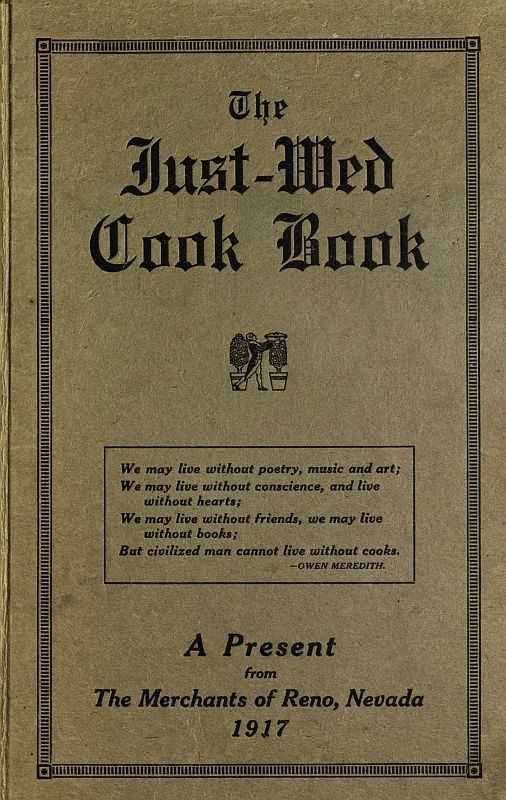 The
Just-Wed
Cook Book
We may live without poetry, music and art;
We may live without conscience, and live
without hearts;
We may live without friends, we may live
without books;
But civilized man cannot live without cooks.
—OWEN MEREDITH.
A Present
from
The Merchants of Reno, Nevada
1917